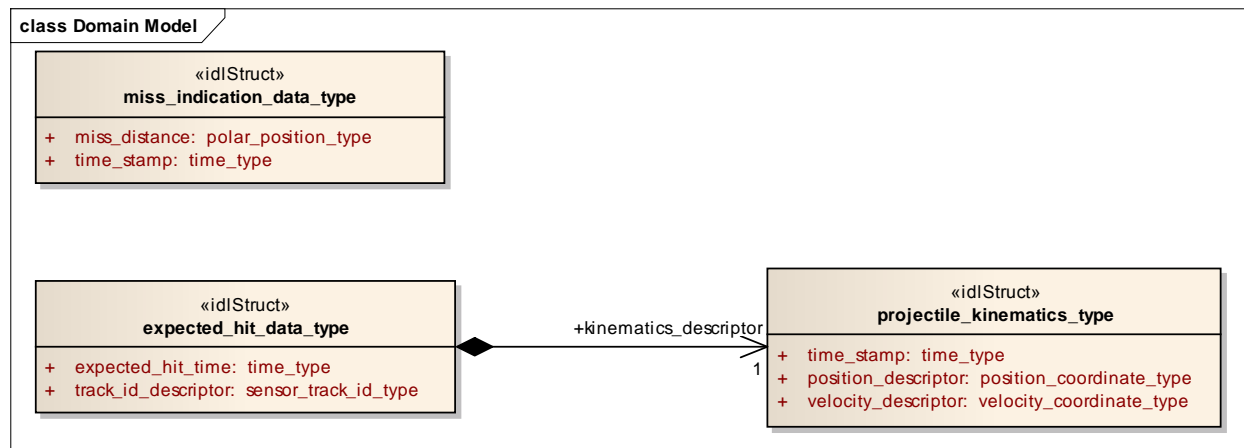 class Domain Model
«idlStruct»
miss_indication_data_type
+ miss_distance: polar_position_type
+ time_stamp: time_type
«idlStruct»
expected_hit_data_type
+ expected_hit_time: time_type
+ track_id_descriptor: sensor_track_id_type
+kinematics_descriptor
1
«idlStruct»
projectile_kinematics_type
+ time_stamp: time_type
+ position_descriptor: position_coordinate_type
+ velocity_descriptor: velocity_coordinate_type